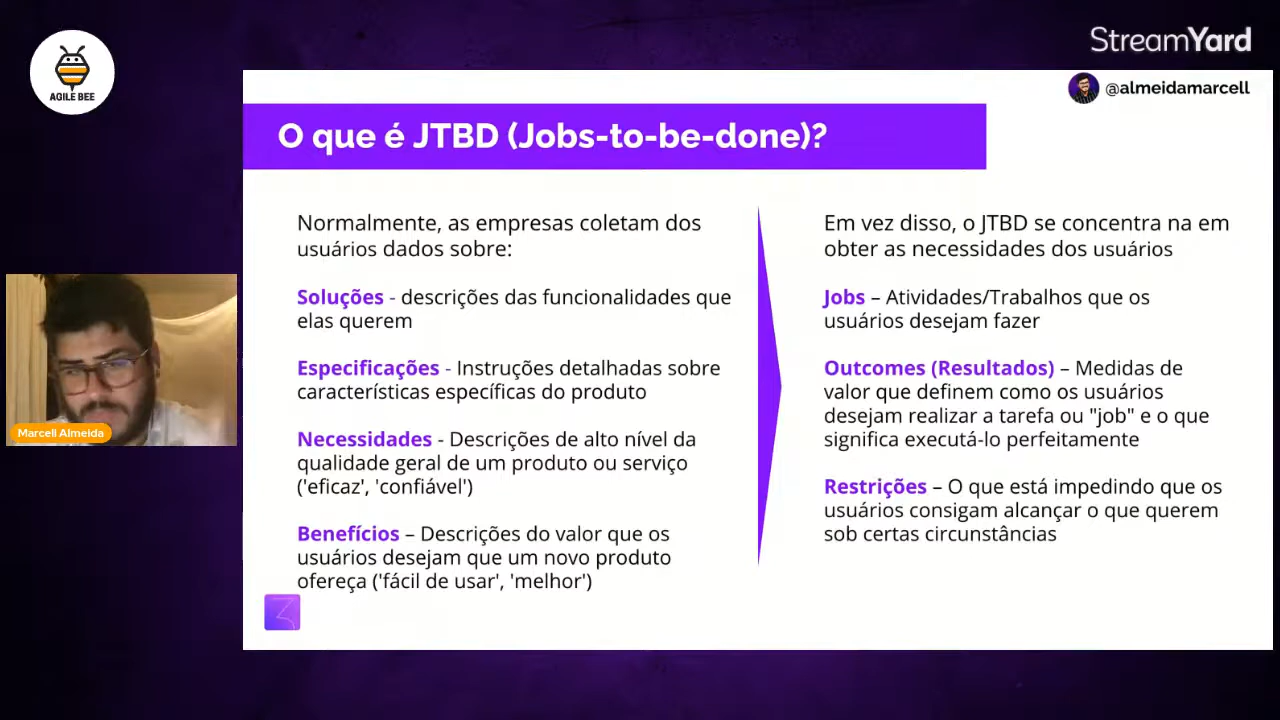 AGILE BEE
StreamYard
@almeidamarcell
O que é JTBD (Jobs-to-be-done)?
Normalmente, as empresas coletam dos
usuários dados sobre:
Soluções - descrições das funcionalidades que
elas querem
Especificações - Instruções detalhadas sobre
características específicas do produto
Necessidades - Descrições de alto nível da
qualidade geral de um produto ou serviço
('eficaz', 'confiável')
Benefícios – Descrições do valor que os
usuários desejam que um novo produto
ofereça ('fácil de usar', 'melhor')
Em vez disso, o JTBD se concentra na em
obter as necessidades dos usuários
Jobs – Atividades/Trabalhos que os
usuários desejam fazer
Outcomes (Resultados) – Medidas de
valor que definem como os usuários
desejam realizar a tarefa ou "job" e o que
significa executá-lo perfeitamente
Restrições – O que está impedindo que os
usuários consigam alcançar o que querem
sob certas circunstâncias
Marcell Almeida